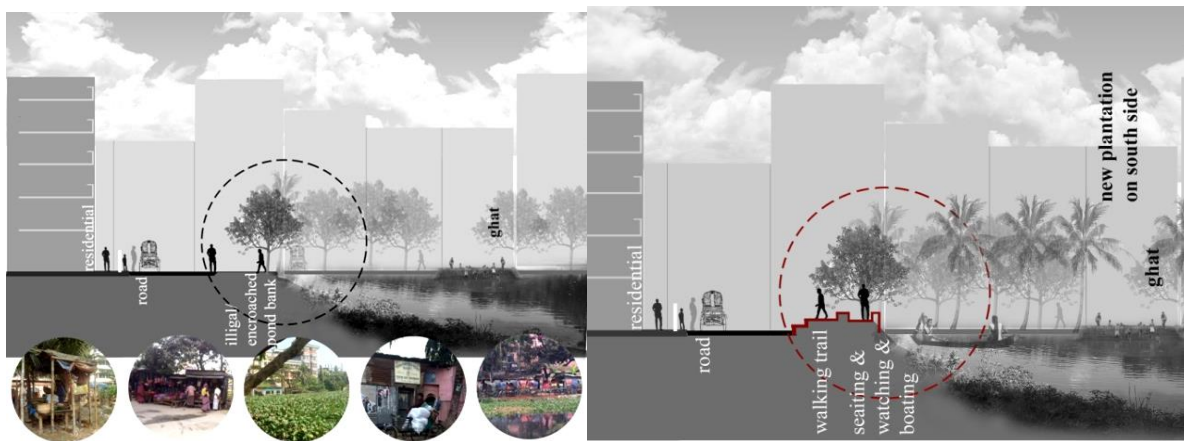 residential
road
illigal
encroached
pond bank
ghat
residential
road
walking trail
seaiting &
watching &
boating
new plantation
on south side
ghat